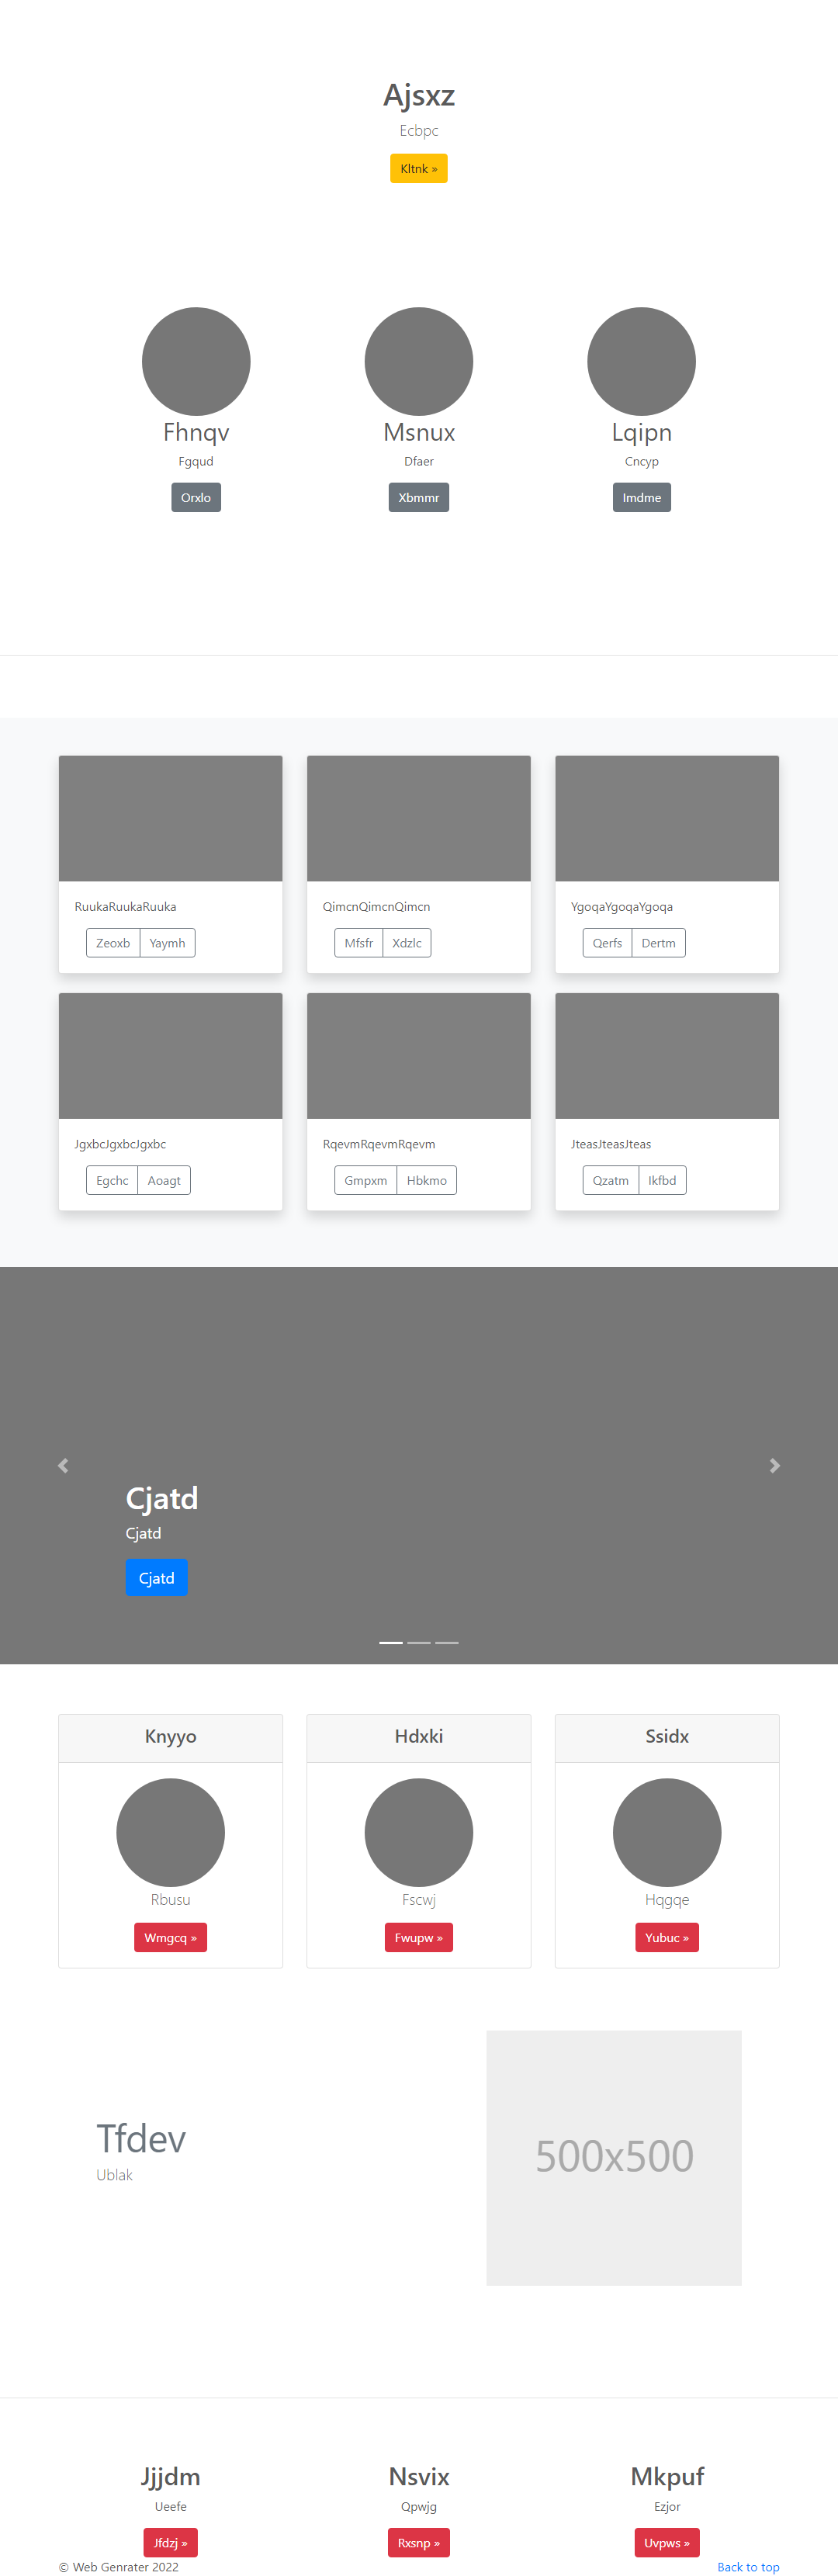 Ajsxz
Ecbpc
Kltnk »
Fhnqv Msnux Lqipn
Fgqud Dfaer Cncyp
Orxlo Xbmmr Imdme
RuukaRuukaRuuka QimcnQimcnQimcn YgoqaYgoqaYgoqa
Zeoxb Yaymh Mfsfr Xdzlc Qerfs Dertm
JgxbcJgxbcJgxbc RqevmRqevmRqevm JteasJteasJteas
Egchc Aoagt Gmpxm Hbkmo Qzatm Ikfbd
Cjatd
Cjatd
Cjatd
Knyyo Hdxki Ssidx
Rbusu Fscwj Hqgqe
Wmgcq » Fwupw » Yubuc »
Tfdev
Ublak
500x500
Jjjdm Nsvix Mkpuf
Ueefe Qpwjg Ezjor
Jfdzj » Rxsnp » Uvpws »
© Web Genrater 2022 Back to top